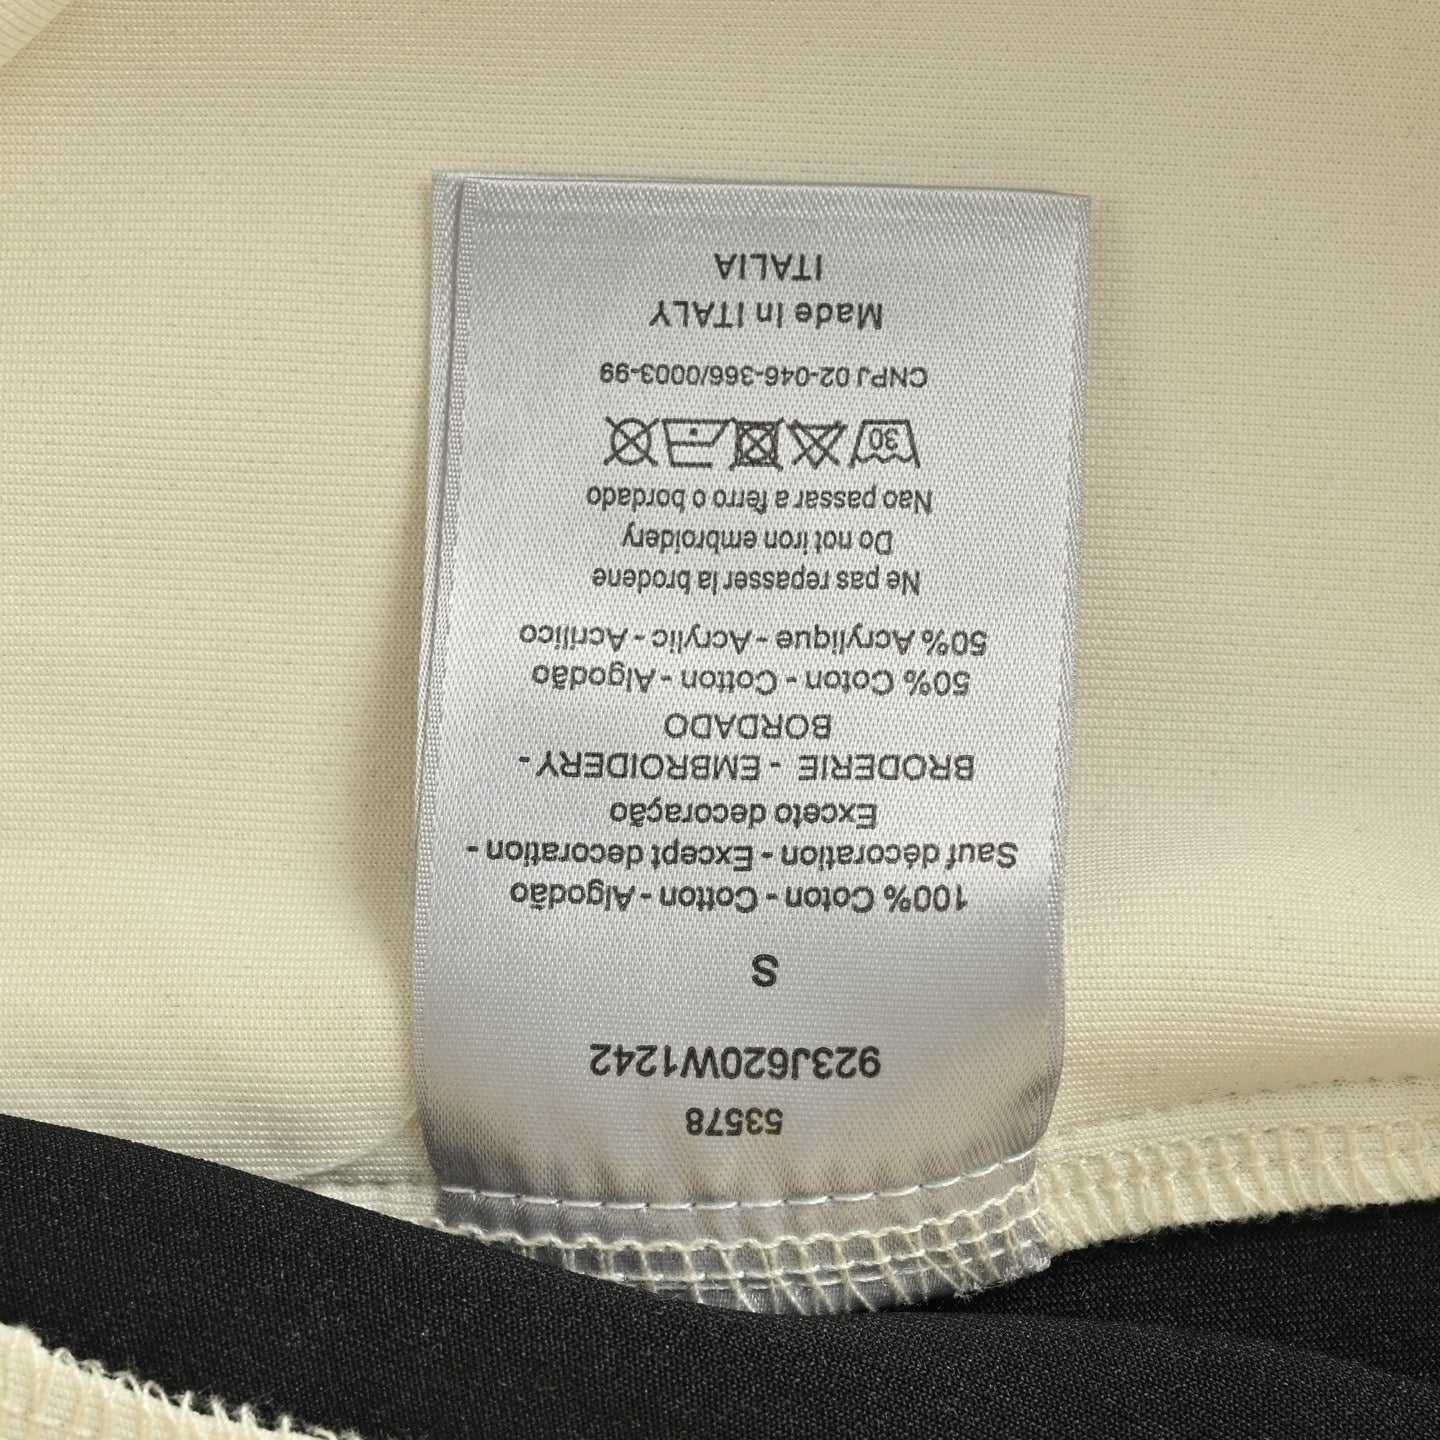 53578
923J620W1242
S
100% Coton - Cotton - Algodão
Sauf décoration - Except decoration -
Exceto decoração
BRODERIE - EMBROIDERY -
BORDADO
50% Coton - Cotton - Algodão
50% Acrylique - Acrylic - Acrilico
Ne pas repasser la brodene
Do not iron embroidery
Nao passar a ferro o bordado
30
CNPJ 02-046-366/0003-99
Made In ITALY
ITALIA